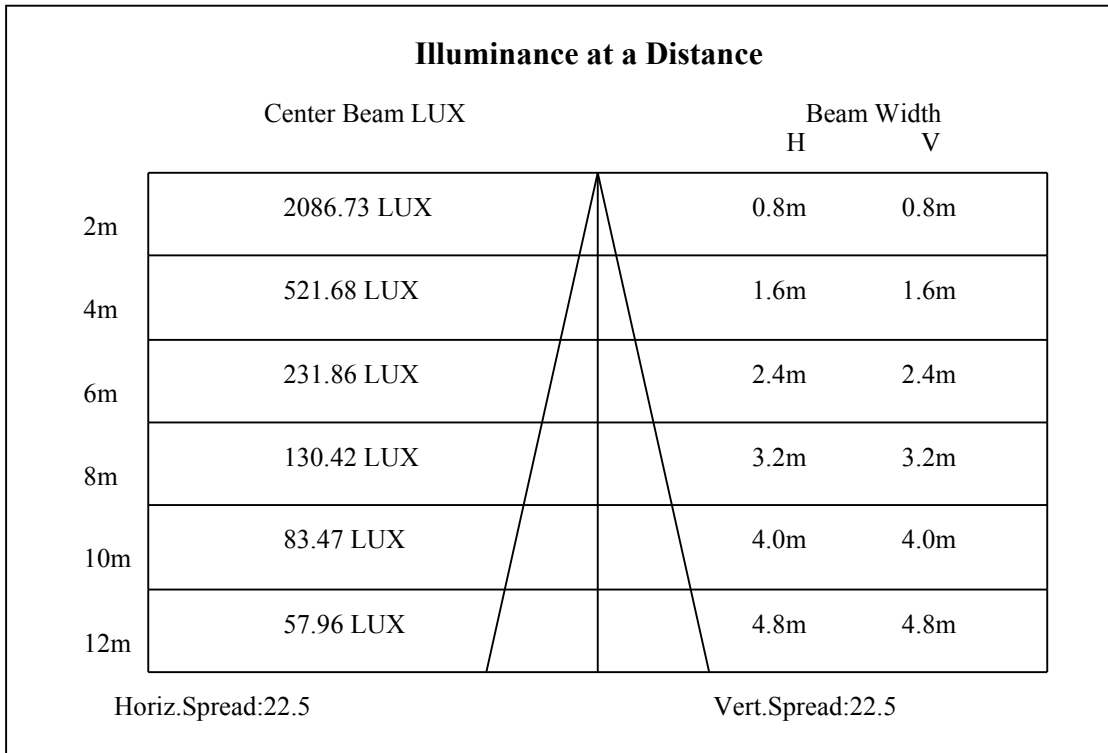 Illuminance at a Distance
Center Beam LUX Beam Width
H V
2m 2086.73 LUX 0.8m 0.8m
4m 521.68 LUX 1.6m 1.6m
6m 231.86 LUX 2.4m 2.4m
8m 130.42 LUX 3.2m 3.2m
10m 83.47 LUX 4.0m 4.0m
12m 57.96 LUX 4.8m 4.8m
Horiz.Spread:22.5 Vert.Spread:22.5